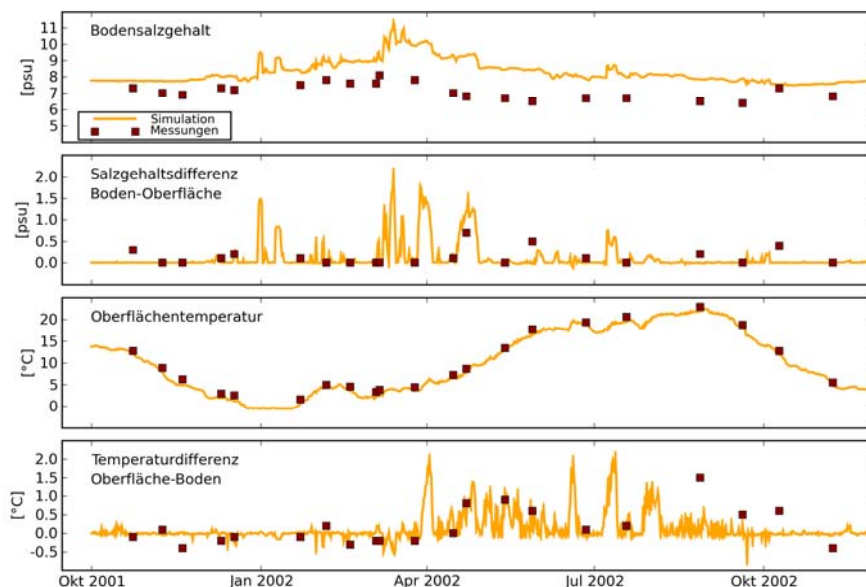 11
10
9
8
7
6
5
[psu]
Bodensalzgehalt
Simulation
Messungen
2.0
1.5
1.0
0.5
0.0
[psu]
Salzgehaltsdifferenz
Boden-Oberfläche
20
15
10
5
0
[°C]
Oberflächentemperatur
2.0
1.5
1.0
0.5
0.0
-0.5
[°C]
Temperaturdifferenz
Oberfläche-Boden
Okt 2001 Jan 2002 Apr 2002 Jul 2002 Okt 2002